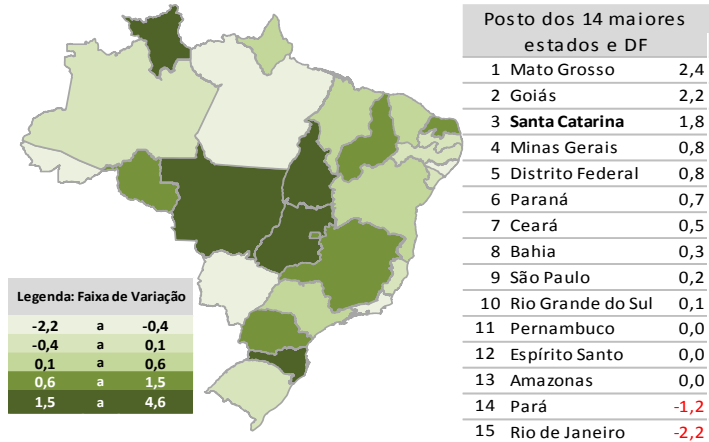 Posto dos 14 maiores
estados e DF
1 Mato Grosso 2,4
2 Goiás 2,2
3 Santa Catarina 1,8
4 Minas Gerais 0,8
5 Distrito Federal 0,8
6 Paraná 0,7
7 Ceará 0,5
8 Bahia 0,3
9 São Paulo 0,2
10 Rio Grande do Sul 0,1
11 Pernambuco 0,0
12 Espírito Santo 0,0
13 Amazonas 0,0
14 Pará -1,2
15 Rio de Janeiro -2,2
Legenda: Faixa de Variação
-2,2 a -0,4
-0,4 a 0,1
0,1 a 0,6
0,6 a 1,5
1,5 a 4,6